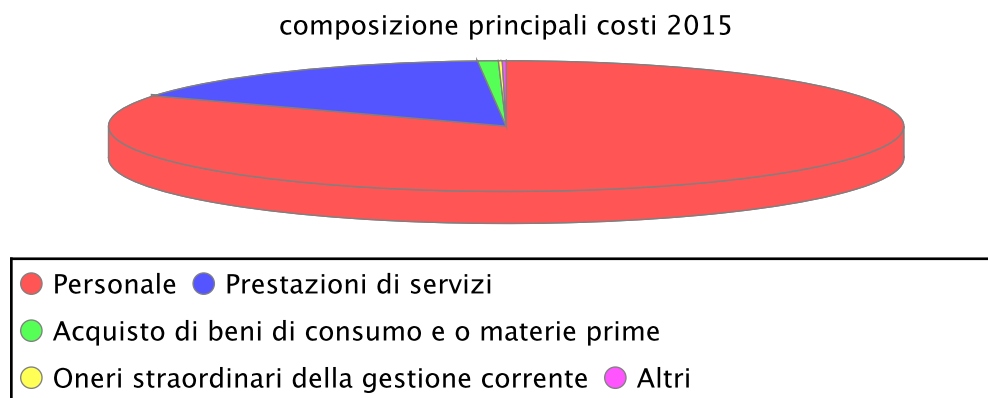 composizione principali costi 2015
Personale Prestazioni di servizi
Acquisto di beni di consumo e o materie prime
Oneri straordinari della gestione corrente Altri